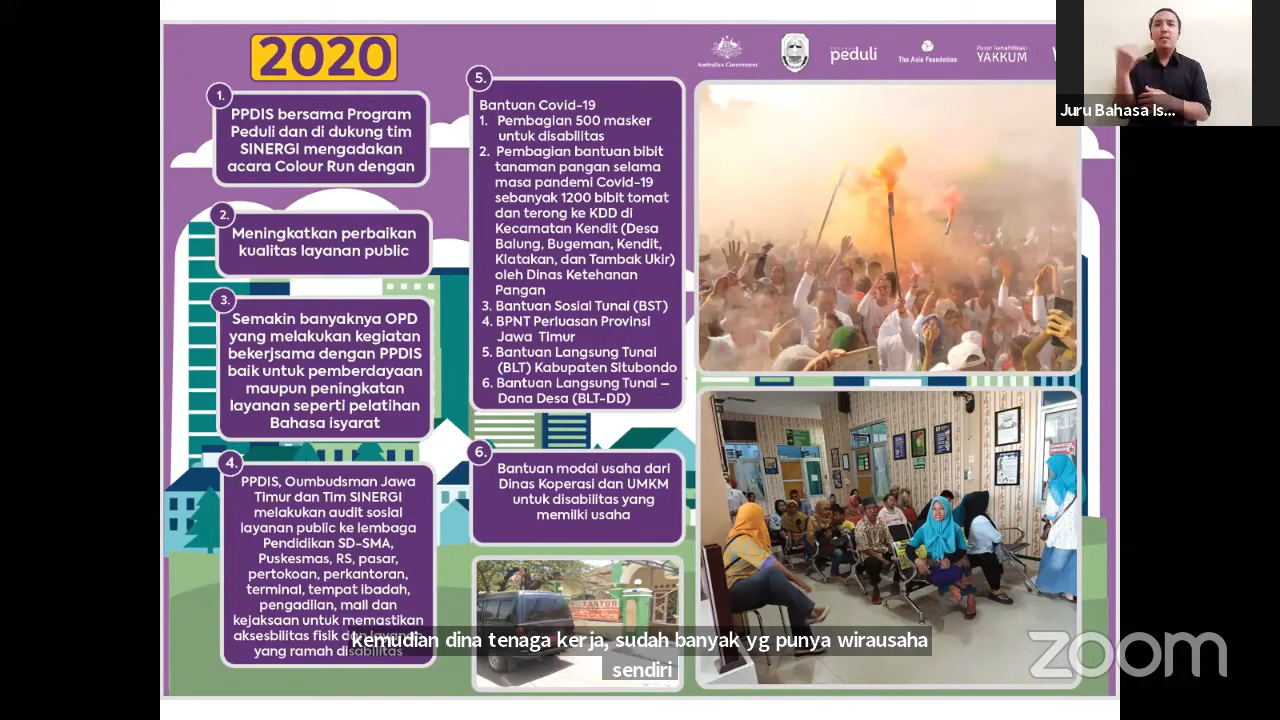 2020
1.
PPDIS bersama Program
Peduli dan di dukung tim
SINERGI mengadakan
acara Colour Run dengan
2.
Meningkatkan perbaikan
kualitas layanan public
3.
Semakin banyaknya OPD
yang melakukan kegiatan
bekerjsama dengan PPDIS
baik untuk pemberdayaan
maupun peningkatan
layanan seperti pelatihan
Bahasa isyarat
4.
PPDIS, Oumbudsman Jawa
Timur dan Tim SINERGI
melakukan audit sosial
layanan public ke lembaga
Pendidikan SD-SMA,
Puskesmas, RS, pasar,
pertokoan, perkantoran,
terminal, tempat ibadah,
pengadilan, mall dan
kejaksaan untuk memastikan
aksesbilitas fisik dan
yang ramah disabilitas
5.
Bantuan Covid-19
1. Pembagian 500 masker
untuk disabilitas
2. Pembagian bantuan bibit
tanaman pangan selama
masa pandemi Covid-19
sebanyak 1200 bibit tomat
dan terong ke KDD di
Kecamatan Kendit (Desa
Balung, Bugeman, Kendit,
Klatakan, dan Tambak Ukir)
oleh Dinas Ketehanan
Pangan
3. Bantuan Sosial Tunai (BST)
4. BPNT Perluasan Provinsi
Jawa Timur
5. Bantuan Langsung Tunai
(BLT) Kabupaten Situbondo
6. Bantuan Langsung Tunai –
Dana Desa (BLT-DD)
6.
Bantuan modal usaha dari
Dinas Koperasi dan UMKM
untuk disabilitas yang
memilki usaha
Australian Government
peduli
The Asia Foundation
Pusat Rehabilitasi
YAKKUM
Juru Bahasa Is...
kemudian dina tenaga kerja, sudah banyak yg punya wirausaha
sendiri
zoom